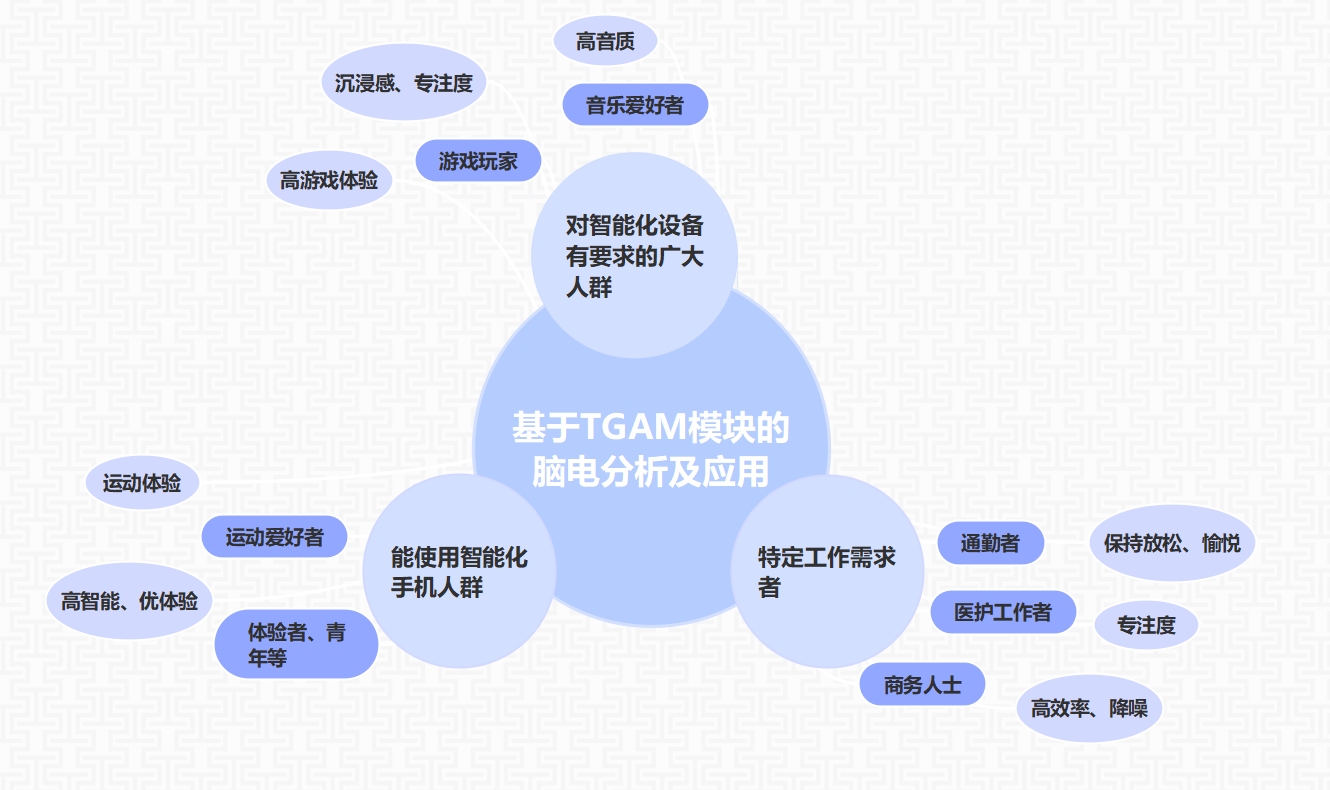 高音质
沉浸感、专注度
音乐爱好者
游戏玩家
高游戏体验
对智能化设备
有要求的广大
人群
基于TGAM模块的
脑电分析及应用
运动体验
运动爱好者
能使用智能化
手机人群
高智能、优体验
体验者、青
年等
特定工作需求
者
通勤者
保持放松、愉悦
医护工作者
专注度
商务人士
高效率、降噪